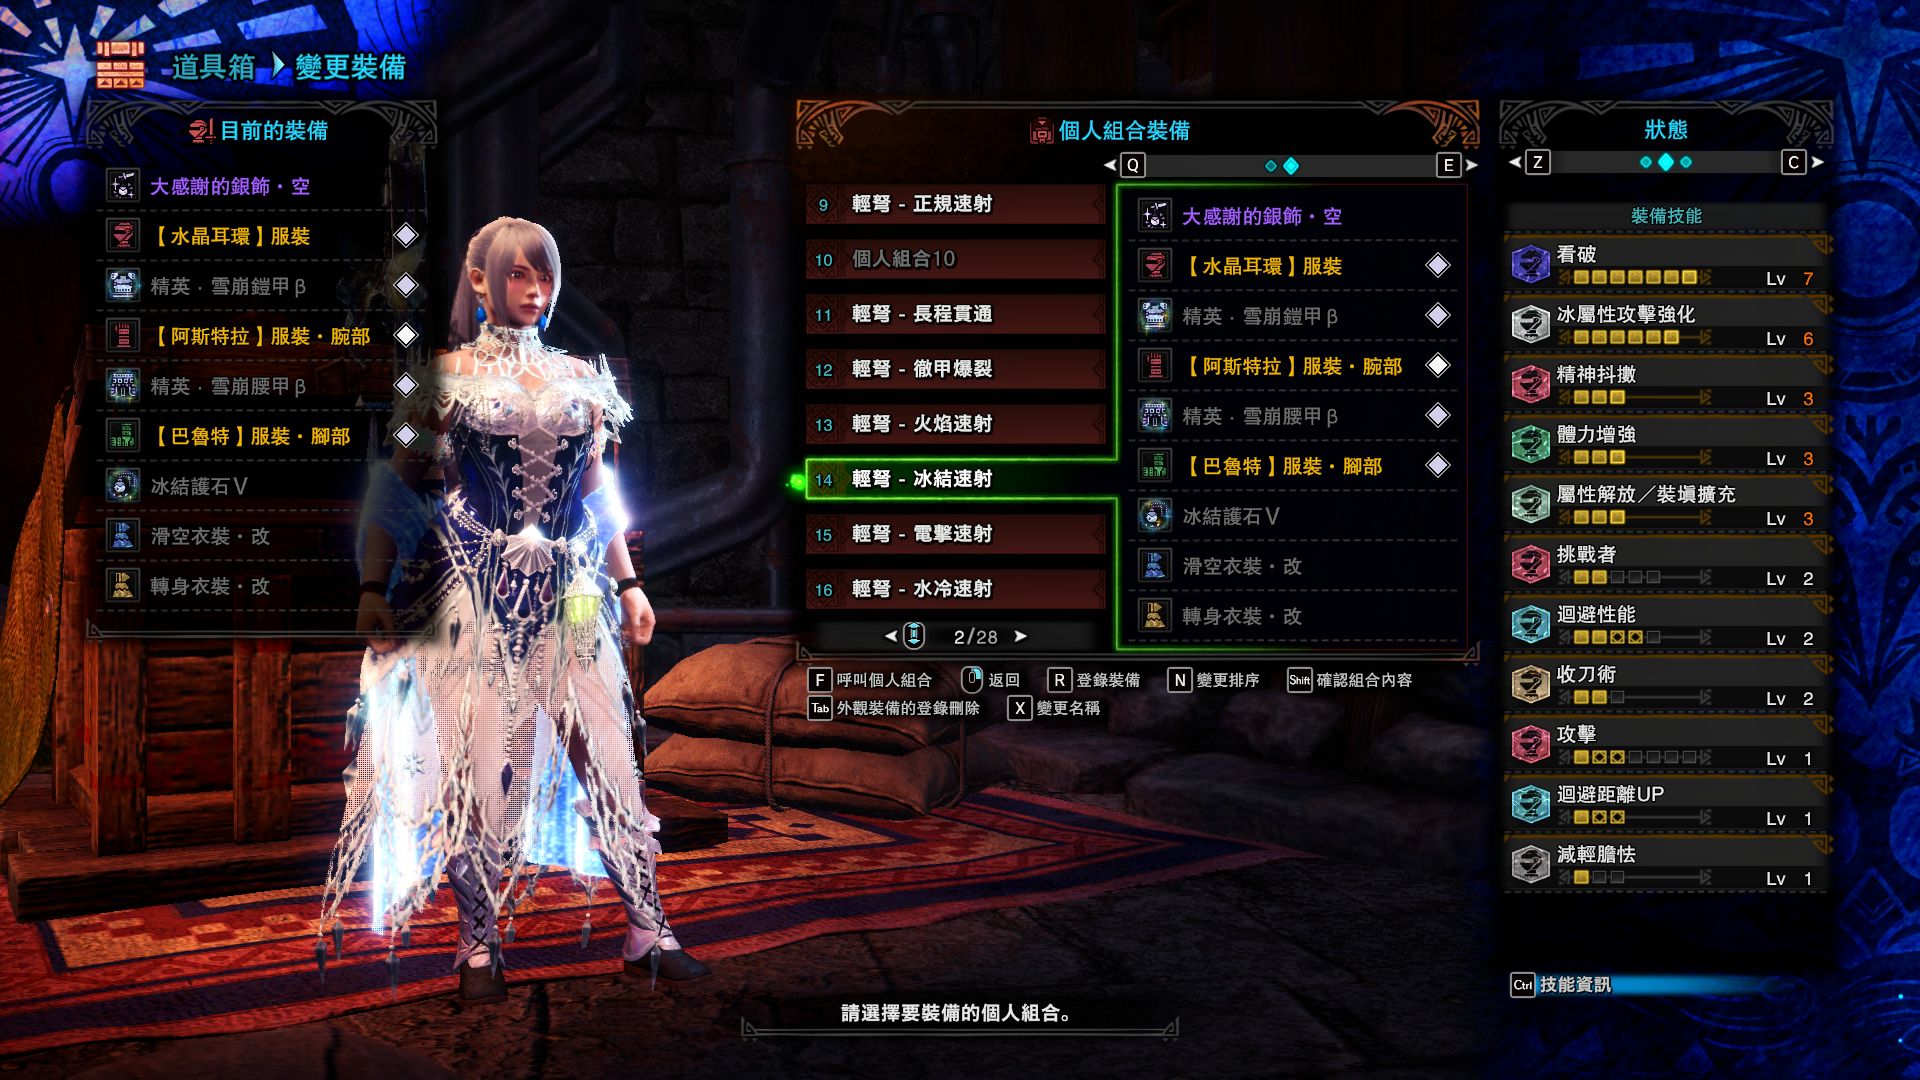 道具箱 變更裝備
目前的裝備
大感謝的銀飾・空
【水晶耳環】服裝
精英・雪崩鎧甲β
【阿斯特拉】服裝・腕部
精英・雪崩腰甲β
【巴魯特】服裝・腳部
冰結護石Ⅴ
滑空衣裝・改
轉身衣裝・改
個人組合裝備
Q E
9 輕弩 - 正規速射
10 個人組合10
11 輕弩 - 長程貫通
12 輕弩 - 徹甲爆裂
13 輕弩 - 火焰速射
14 輕弩 - 冰結速射
15 輕弩 - 電擊速射
16 輕弩 - 水冷速射
2/28
大感謝的銀飾・空
【水晶耳環】服裝
精英・雪崩鎧甲β
【阿斯特拉】服裝・腕部
精英・雪崩腰甲β
【巴魯特】服裝・腳部
冰結護石Ⅴ
滑空衣裝・改
轉身衣裝・改
F 呼叫個人組合 返回 R 登錄裝備 N 變更排序 Shift 確認組合內容
Tab 外觀裝備的登錄刪除 X 變更名稱
狀態
Z C
裝備技能
看破
Lv 7
冰屬性攻擊強化
Lv 6
精神抖擻
Lv 3
體力增強
Lv 3
屬性解放／裝填擴充
Lv 3
挑戰者
Lv 2
迴避性能
Lv 2
收刀術
Lv 2
攻擊
Lv 1
迴避距離UP
Lv 1
減輕膽怯
Lv 1
Ctrl 技能資訊
請選擇要裝備的個人組合。